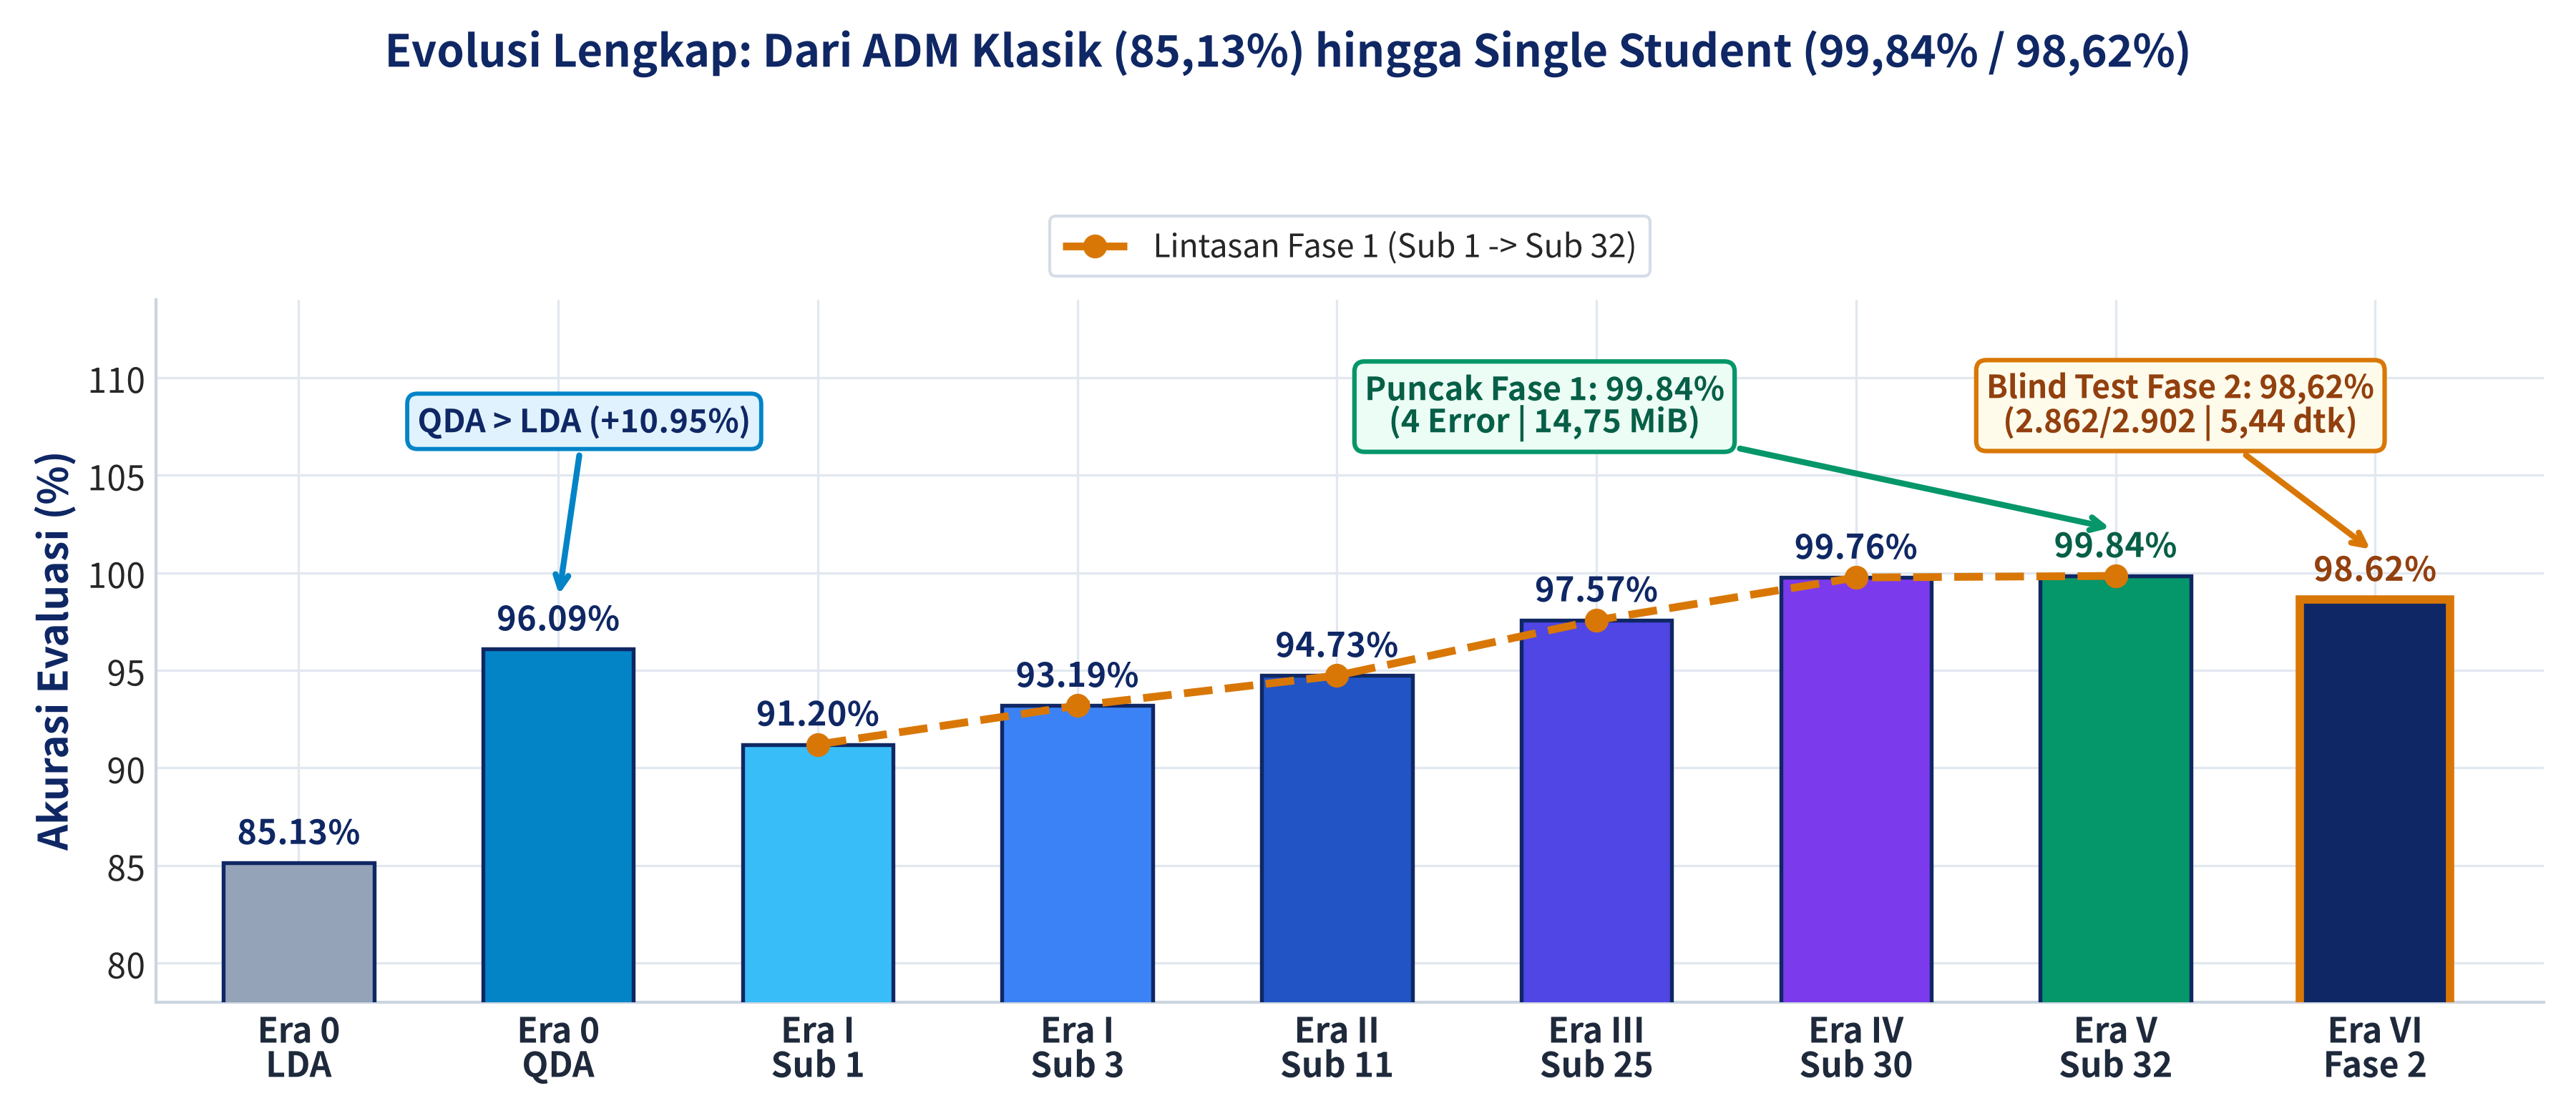 Evolusi Lengkap: Dari ADM Klasik (85,13%) hingga Single Student (99,84% / 98,62%)
Lintasan Fase 1 (Sub 1 -> Sub 32)
Akurasi Evaluasi (%)
110
105
100
95
90
85
80
QDA > LDA (+10.95%)
Puncak Fase 1: 99.84%
(4 Error | 14,75 MiB)
Blind Test Fase 2: 98,62%
(2.862/2.902 | 5,44 dtk)
85.13%
96.09%
91.20%
93.19%
94.73%
97.57%
99.76%
99.84%
98.62%
Era 0
LDA
Era 0
QDA
Era I
Sub 1
Era I
Sub 3
Era II
Sub 11
Era III
Sub 25
Era IV
Sub 30
Era V
Sub 32
Era VI
Fase 2